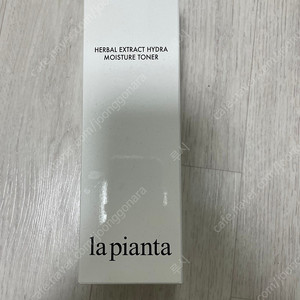 HERBAL EXTRACT HYDRA
MOISTURE TONER
la pianta